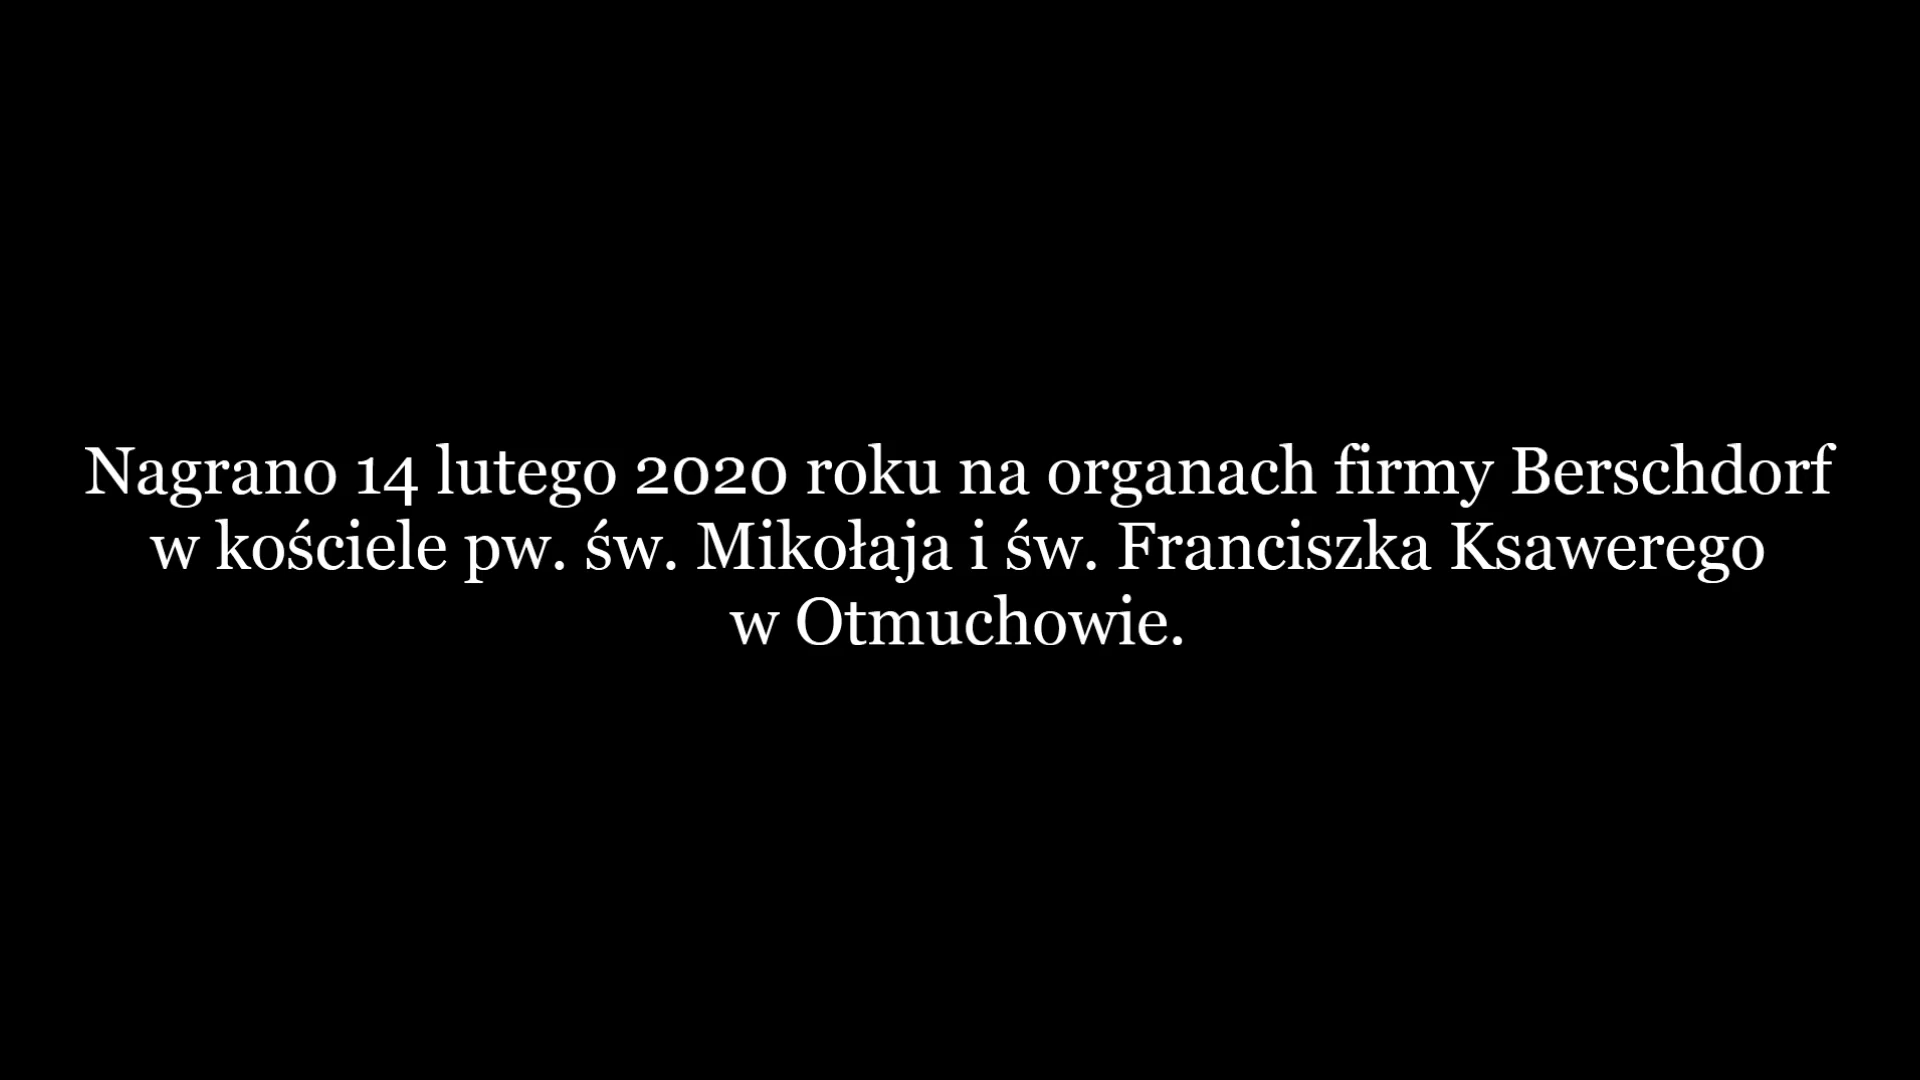 Nagrano 14 lutego 2020 roku na organach firmy Berschdorf
w kościele pw. św. Mikołaja i św. Franciszka Ksawerego
w Otmuchowie.